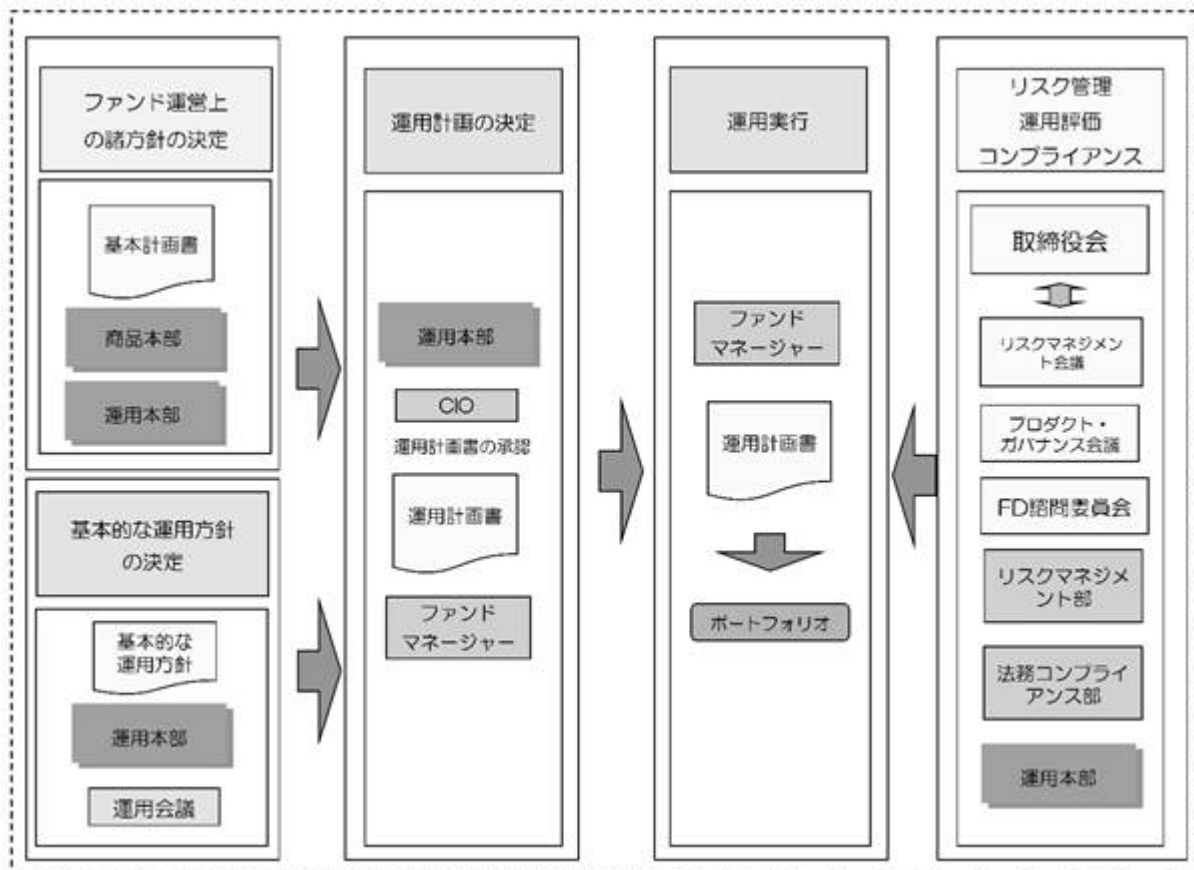 ファンド運営上
の諸方針の決定
基本計画書
商品本部
運用本部
基本的な運用方針
の決定
基本的な
運用方針
運用本部
運用会議
運用計画の決定
運用本部
CIO
運用計画書の承認
運用計画書
ファンド
マネージャー
運用実行
ファンド
マネージャー
運用計画書
ポートフォリオ
リスク管理
運用評価
コンプライアンス
取締役会
リスクマネジメン
ト会議
プロダクト・
ガバナンス会議
FD諮問委員会
リスクマネジメ
ント部
法務コンプライ
アンス部
運用本部